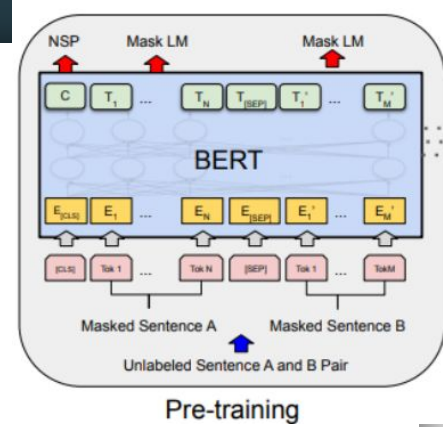 NSP Mask LM Mask LM
C T1 ... TN T[SEP] T1' ... TM'
BERT
E[CLS] E1 ... EN E[SEP] E1' ... EM'
[CLS] Tok 1 ... Tok N [SEP] Tok 1 ... TokM
Masked Sentence A Masked Sentence B
Unlabeled Sentence A and B Pair
Pre-training